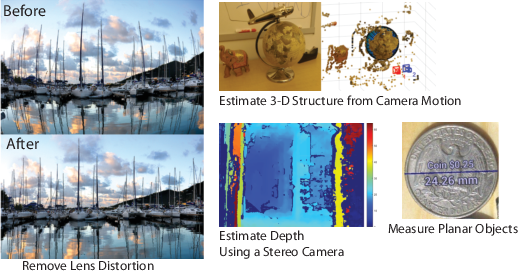 Before
After
Remove Lens Distortion
Estimate 3-D Structure from Camera Motion
Estimate Depth
Using a Stereo Camera
Coin $0.25
24.26 mm
Measure Planar Objects